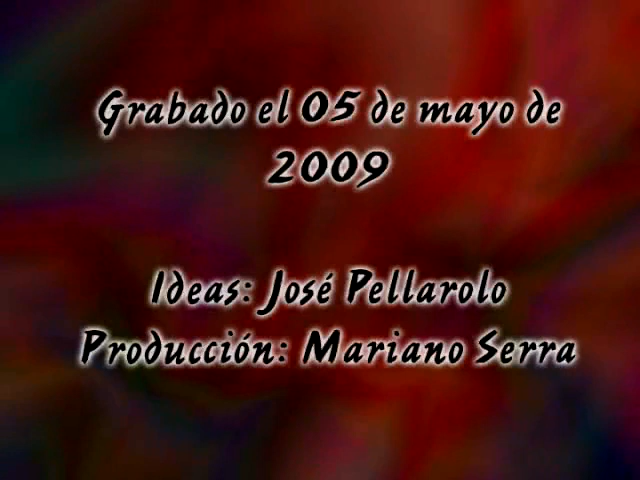 Grabado el 05 de mayo de
2009
Ideas: José Pellarolo
Producción: Mariano Serra